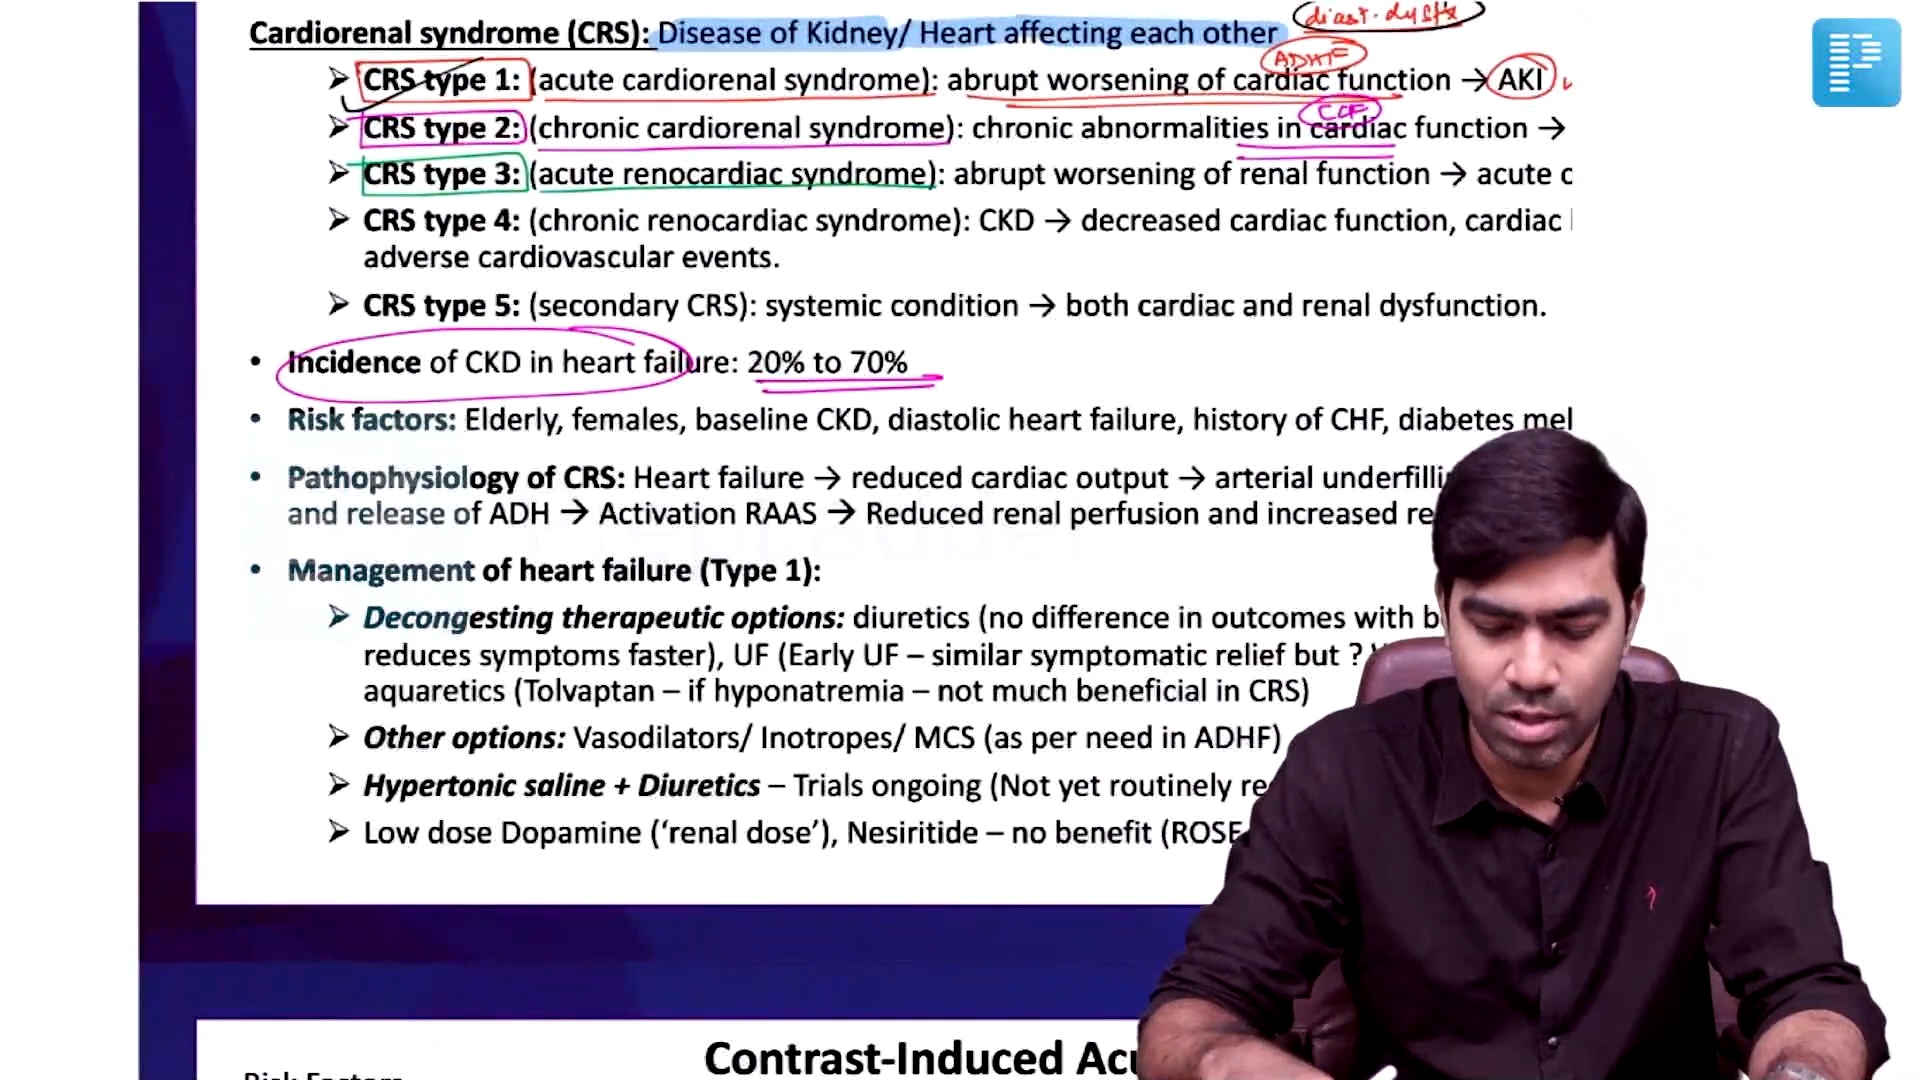 diast. dysfx
Cardiorenal syndrome (CRS): Disease of Kidney/ Heart affecting each other
ADHF
➢ CRS type 1: (acute cardiorenal syndrome): abrupt worsening of cardiac function → AKI
CCF
➢ CRS type 2: (chronic cardiorenal syndrome): chronic abnormalities in cardiac function →
➢ CRS type 3: (acute renocardiac syndrome): abrupt worsening of renal function → acute
➢ CRS type 4: (chronic renocardiac syndrome): CKD → decreased cardiac function, cardiac
adverse cardiovascular events.
➢ CRS type 5: (secondary CRS): systemic condition → both cardiac and renal dysfunction.
• Incidence of CKD in heart failure: 20% to 70%
• Risk factors: Elderly, females, baseline CKD, diastolic heart failure, history of CHF, diabetes mel
• Pathophysiology of CRS: Heart failure → reduced cardiac output → arterial underfilli
and release of ADH → Activation RAAS → Reduced renal perfusion and increased re
• Management of heart failure (Type 1):
➢ Decongesting therapeutic options: diuretics (no difference in outcomes with b
reduces symptoms faster), UF (Early UF – similar symptomatic relief but ?
aquaretics (Tolvaptan – if hyponatremia – not much beneficial in CRS)
➢ Other options: Vasodilators/ Inotropes/ MCS (as per need in ADHF)
➢ Hypertonic saline + Diuretics – Trials ongoing (Not yet routinely re
➢ Low dose Dopamine (‘renal dose’), Nesiritide – no benefit (ROSE
Contrast-Induced Acu
Risk Factors